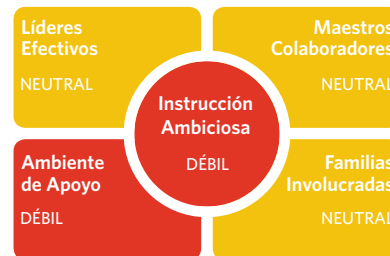 Líderes
Efectivos
NEUTRAL
Maestros
Colaboradores
NEUTRAL
Instrucción
Ambiciosa
DÉBIL
Ambiente
de Apoyo
DÉBIL
Familias
Involucradas
NEUTRAL